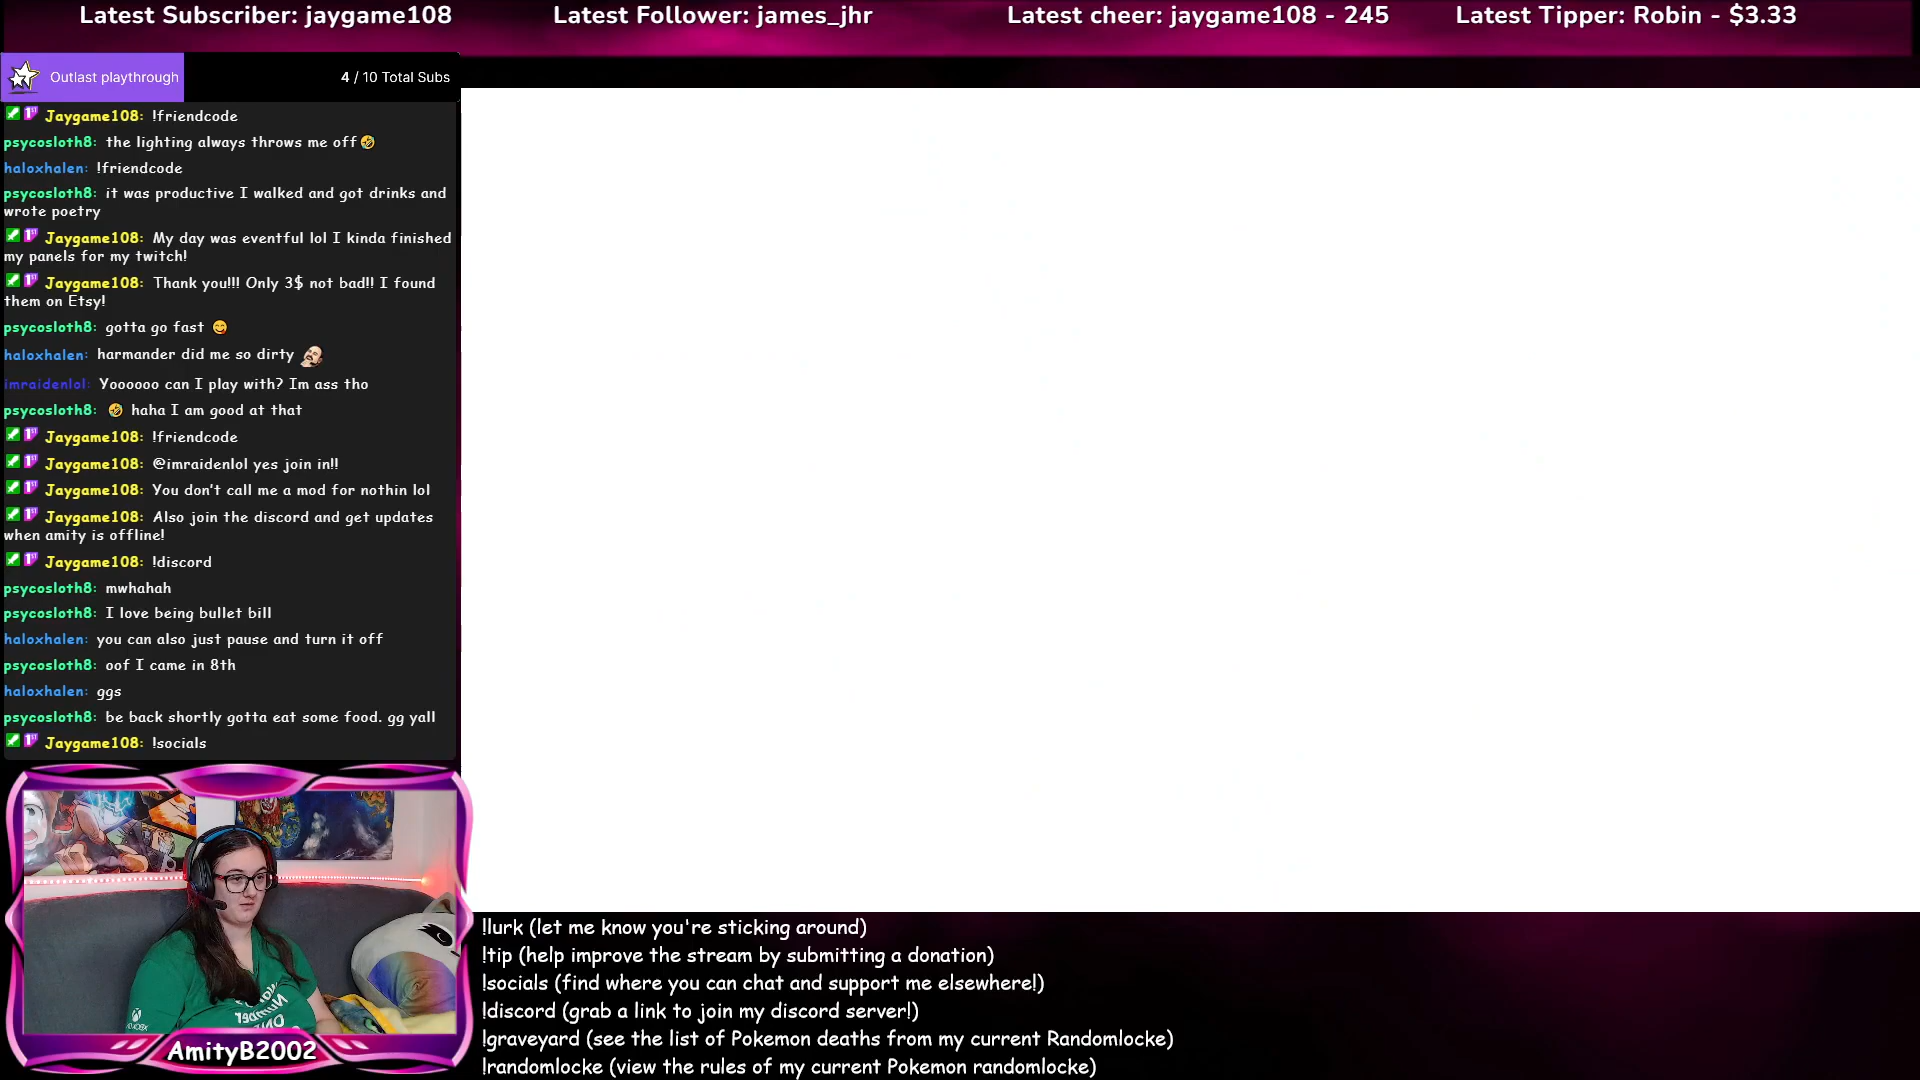 Latest Subscriber: jaygame108
Latest Follower: james_jhr
Latest cheer: jaygame108 - 245
Latest Tipper: Robin - $3.33
Outlast playthrough
4 / 10 Total Subs
Jaygame108: !friendcode
psycosloth8: the lighting always throws me off🤣
haloxhalen: !friendcode
psycosloth8: it was productive I walked and got drinks and
wrote poetry
Jaygame108: My day was eventful lol I kinda finished
my panels for my twitch!
Jaygame108: Thank you!!! Only 3$ not bad!! I found
them on Etsy!
psycosloth8: gotta go fast 😋
haloxhalen: harmander did me so dirty
imraidenlol: Yoooooo can I play with? Im ass tho
psycosloth8: 🤣 haha I am good at that
Jaygame108: !friendcode
Jaygame108: @imraidenlol yes join in!!
Jaygame108: You don't call me a mod for nothin lol
Jaygame108: Also join the discord and get updates
when amity is offline!
Jaygame108: !discord
psycosloth8: mwhahah
psycosloth8: I love being bullet bill
haloxhalen: you can also just pause and turn it off
psycosloth8: oof I came in 8th
haloxhalen: ggs
psycosloth8: be back shortly gotta eat some food. gg yall
Jaygame108: !socials
AmityB2002
!lurk (let me know you're sticking around)
!tip (help improve the stream by submitting a donation)
!socials (find where you can chat and support me elsewhere!)
!discord (grab a link to join my discord server!)
!graveyard (see the list of Pokemon deaths from my current Randomlocke)
!randomlocke (view the rules of my current Pokemon randomlocke)